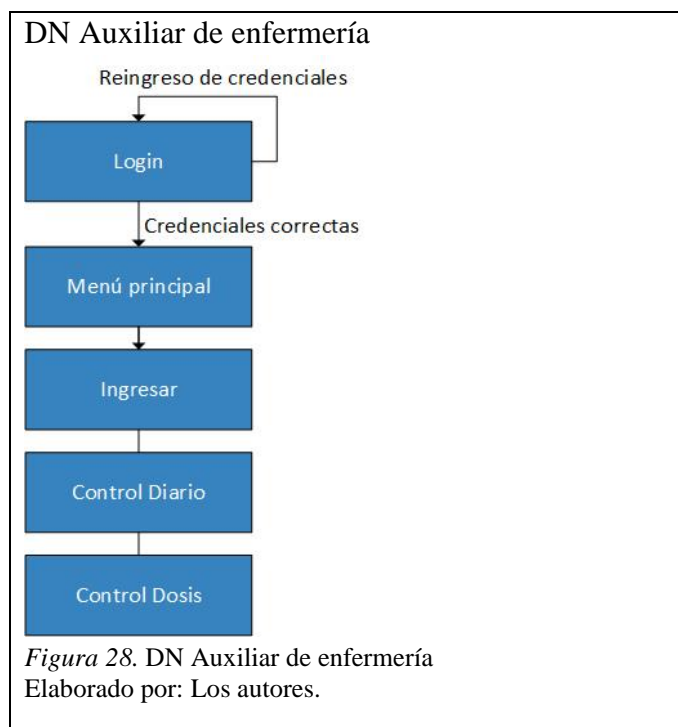 DN Auxiliar de enfermería
Reingreso de credenciales
Login
Credenciales correctas
Menú principal
Ingresar
Control Diario
Control Dosis
Figura 28. DN Auxiliar de enfermería
Elaborado por: Los autores.